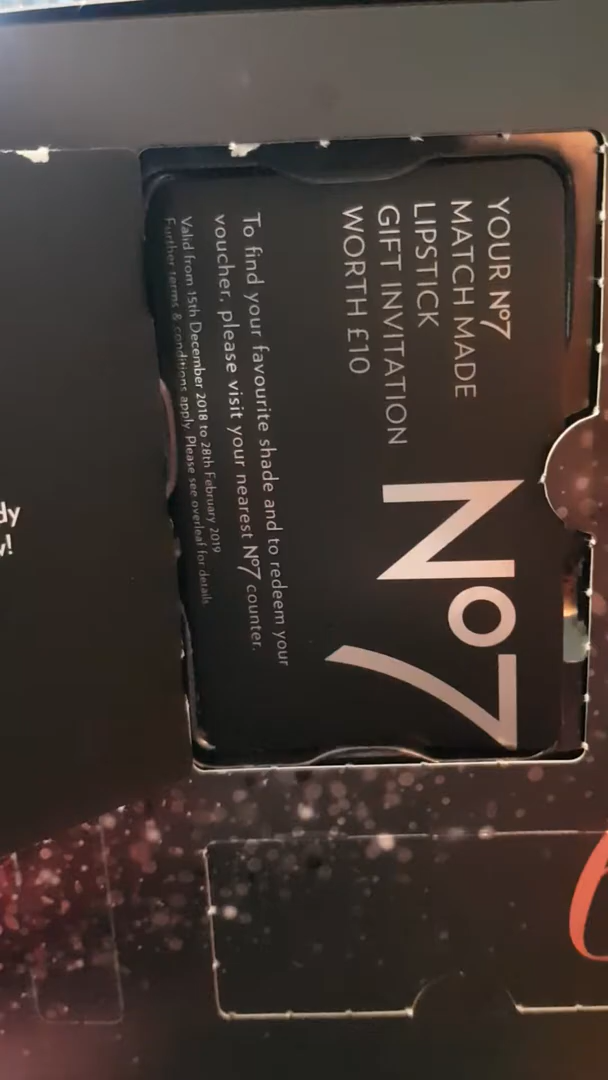 YOUR Nº7
MATCH MADE
LIPSTICK
GIFT INVITATION
WORTH £10
Nº7
To find your favourite shade and to redeem your
voucher, please visit your nearest Nº7 counter.
Valid from 15th December 2018 to 28th February 2019
Further terms & conditions apply. Please see overleaf for details